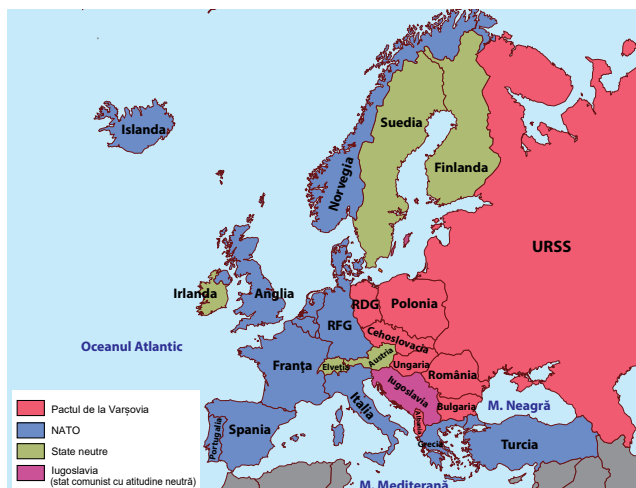 Islanda
Suedia
Norvegia
Finlanda
URSS
Irlanda
Anglia
RDG
Polonia
RFG
Cehoslovacia
Oceanul Atlantic
Franța
Elveția
Austria
Ungaria
România
Iugoslavia
Italia
Bulgaria
M. Neagră
Albania
Portugalia
Spania
Grecia
Turcia
M. Mediterană
Pactul de la Varșovia
NATO
State neutre
Iugoslavia
(stat comunist cu atitudine neutră)